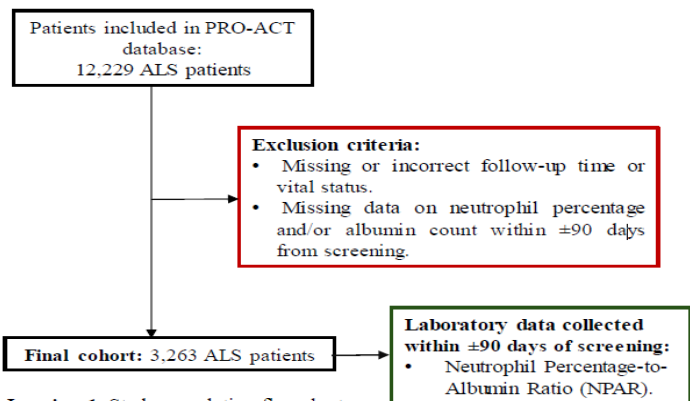 Patients included in PRO-ACT
database:
12,229 ALS patients
Exclusion criteria:
• Missing or incorrect follow-up time or
vital status.
• Missing data on neutrophil percentage
and/or albumin count within ±90 days
from screening.
Final cohort: 3,263 ALS patients
Laboratory data collected
within ±90 days of screening:
• Neutrophil Percentage-to-
Albumin Ratio (NPAR).